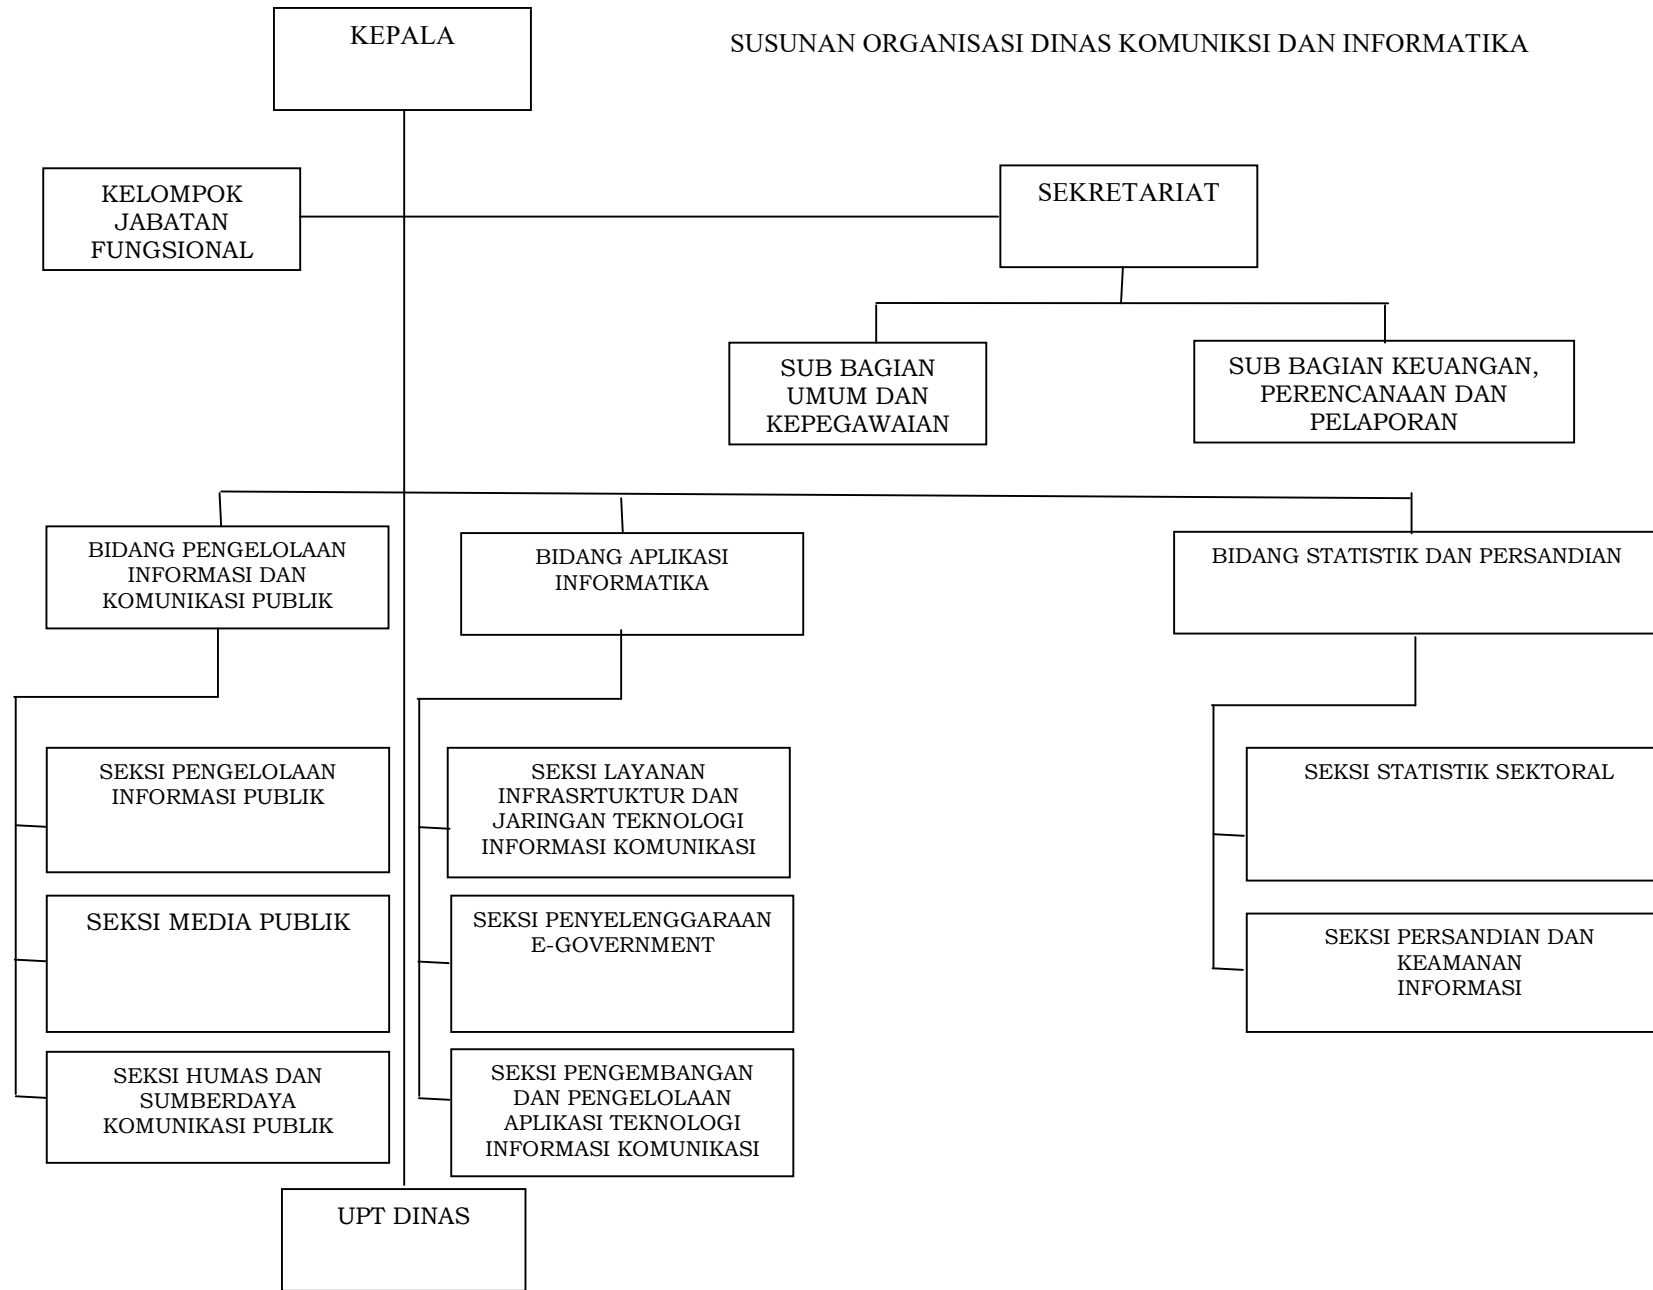 KEPALA
SUSUNAN ORGANISASI DINAS KOMUNIKSI DAN INFORMATIKA
KELOMPOK
JABATAN
FUNGSIONAL
SEKRETARIAT
SUB BAGIAN
UMUM DAN
KEPEGAWAIAN
SUB BAGIAN KEUANGAN,
PERENCANAAN DAN
PELAPORAN
BIDANG PENGELOLAAN
INFORMASI DAN
KOMUNIKASI PUBLIK
BIDANG APLIKASI
INFORMATIKA
BIDANG STATISTIK DAN PERSANDIAN
SEKSI PENGELOLAAN
INFORMASI PUBLIK
SEKSI LAYANAN
INFRASRTUKTUR DAN
JARINGAN TEKNOLOGI
INFORMASI KOMUNIKASI
SEKSI STATISTIK SEKTORAL
SEKSI MEDIA PUBLIK
SEKSI PENYELENGGARAAN
E-GOVERNMENT
SEKSI PERSANDIAN DAN
KEAMANAN
INFORMASI
SEKSI HUMAS DAN
SUMBERDAYA
KOMUNIKASI PUBLIK
SEKSI PENGEMBANGAN
DAN PENGELOLAAN
APLIKASI TEKNOLOGI
INFORMASI KOMUNIKASI
UPT DINAS